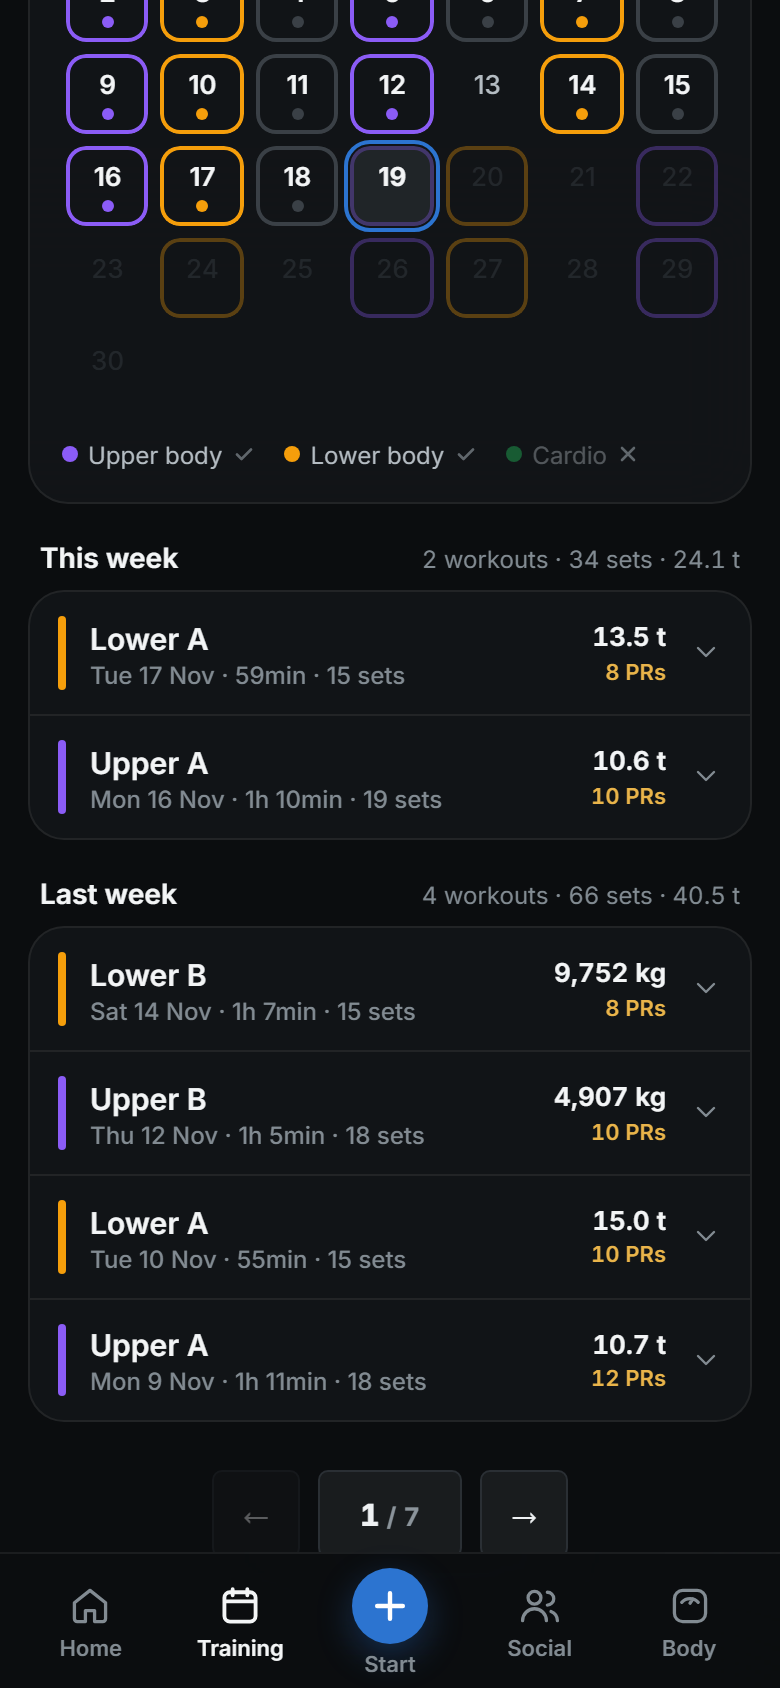 9 10 11 12 13 14 15
16 17 18 19 20 21 22
23 24 25 26 27 28 29
30
Upper body Lower body Cardio
This week 2 workouts · 34 sets · 24.1 t
Lower A 13.5 t
Tue 17 Nov · 59min · 15 sets 8 PRs
Upper A 10.6 t
Mon 16 Nov · 1h 10min · 19 sets 10 PRs
Last week 4 workouts · 66 sets · 40.5 t
Lower B 9,752 kg
Sat 14 Nov · 1h 7min · 15 sets 8 PRs
Upper B 4,907 kg
Thu 12 Nov · 1h 5min · 18 sets 10 PRs
Lower A 15.0 t
Tue 10 Nov · 55min · 15 sets 10 PRs
Upper A 10.7 t
Mon 9 Nov · 1h 11min · 18 sets 12 PRs
← 1 / 7 →
Home Training Start Social Body